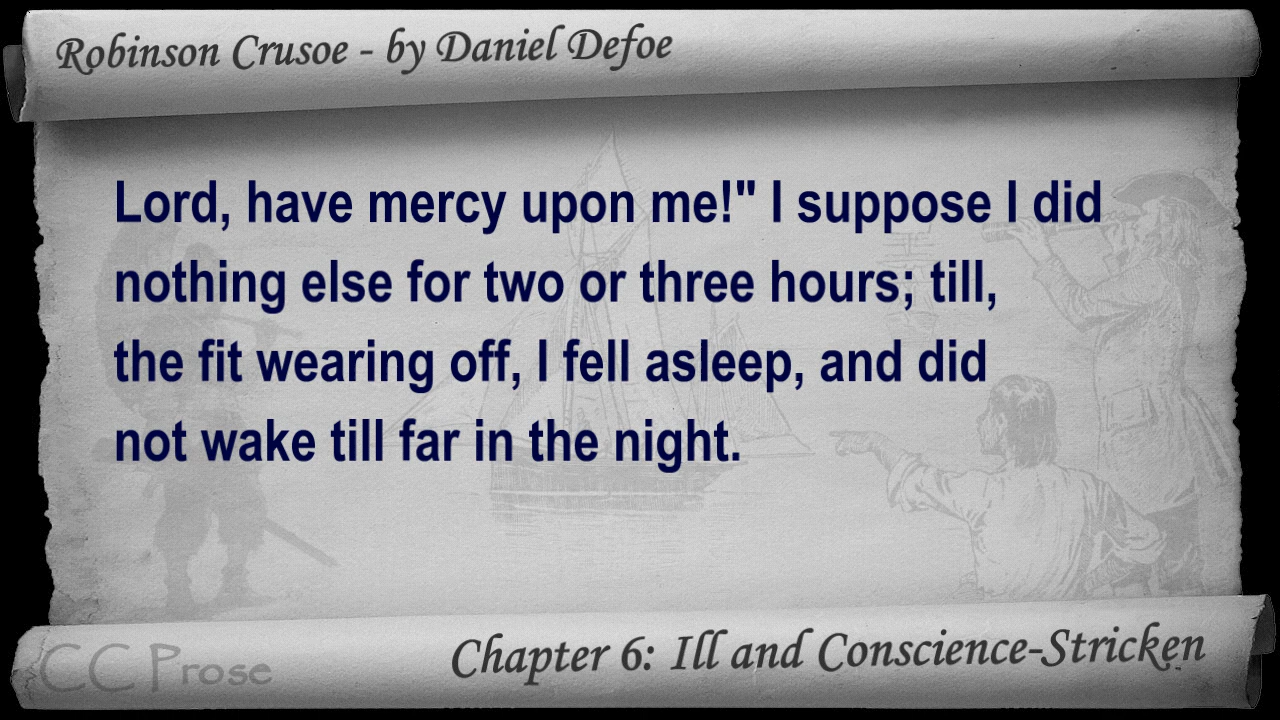 Robinson Crusoe - by Daniel Defoe
Lord, have mercy upon me!" I suppose I did
nothing else for two or three hours; till,
the fit wearing off, I fell asleep, and did
not wake till far in the night.
CC Prose
Chapter 6: Ill and Conscience-Stricken